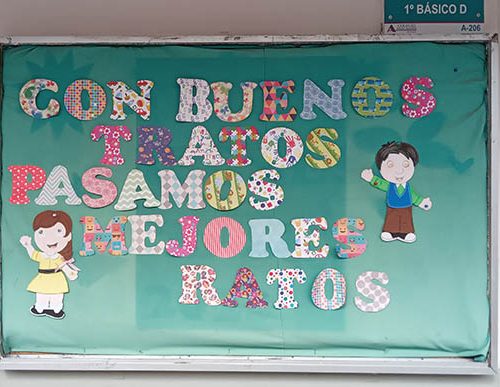 1º BÁSICO D
A-206
CON BUENOS
TRATOS
PASAMOS
MEJORES
RATOS